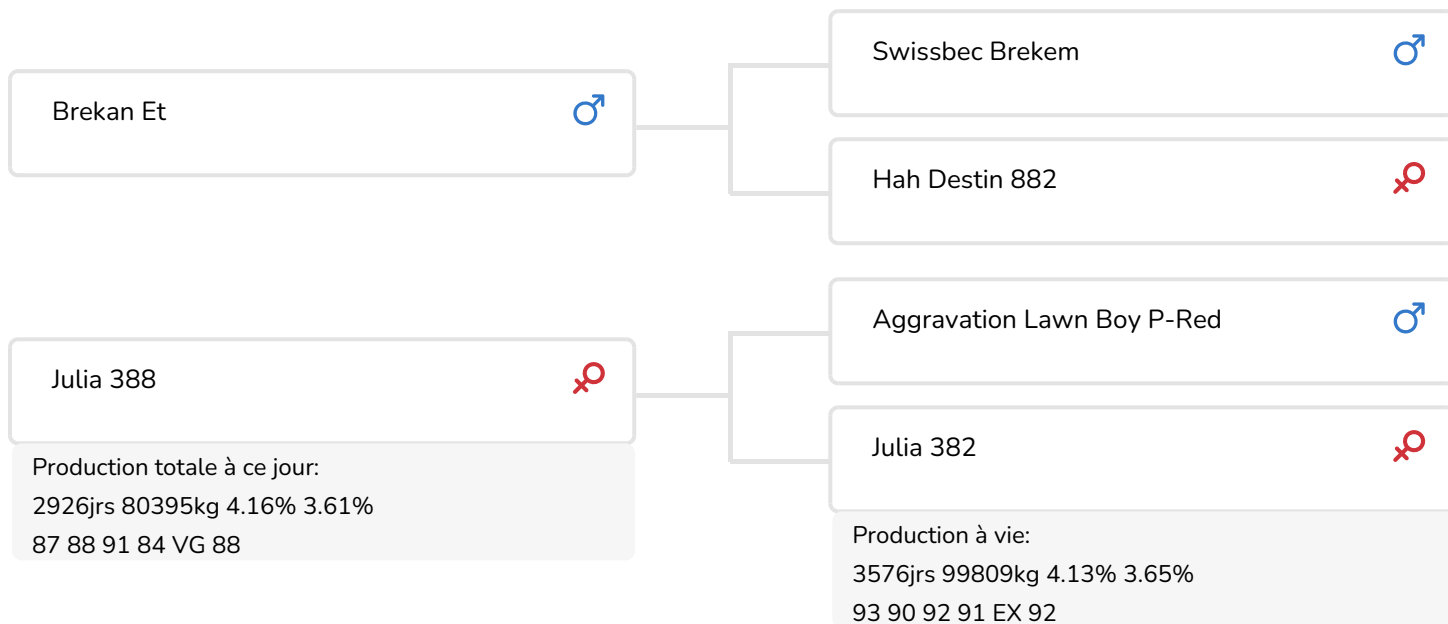 Swissbec Brekem
Brekan Et
Hah Destin 882
Aggravation Lawn Boy P-Red
Julia 388
Julia 382
Production totale à ce jour:
2926jrs 80395kg 4.16% 3.61%
87 88 91 84 VG 88
Production à vie:
3576jrs 99809kg 4.13% 3.65%
93 90 92 91 EX 92